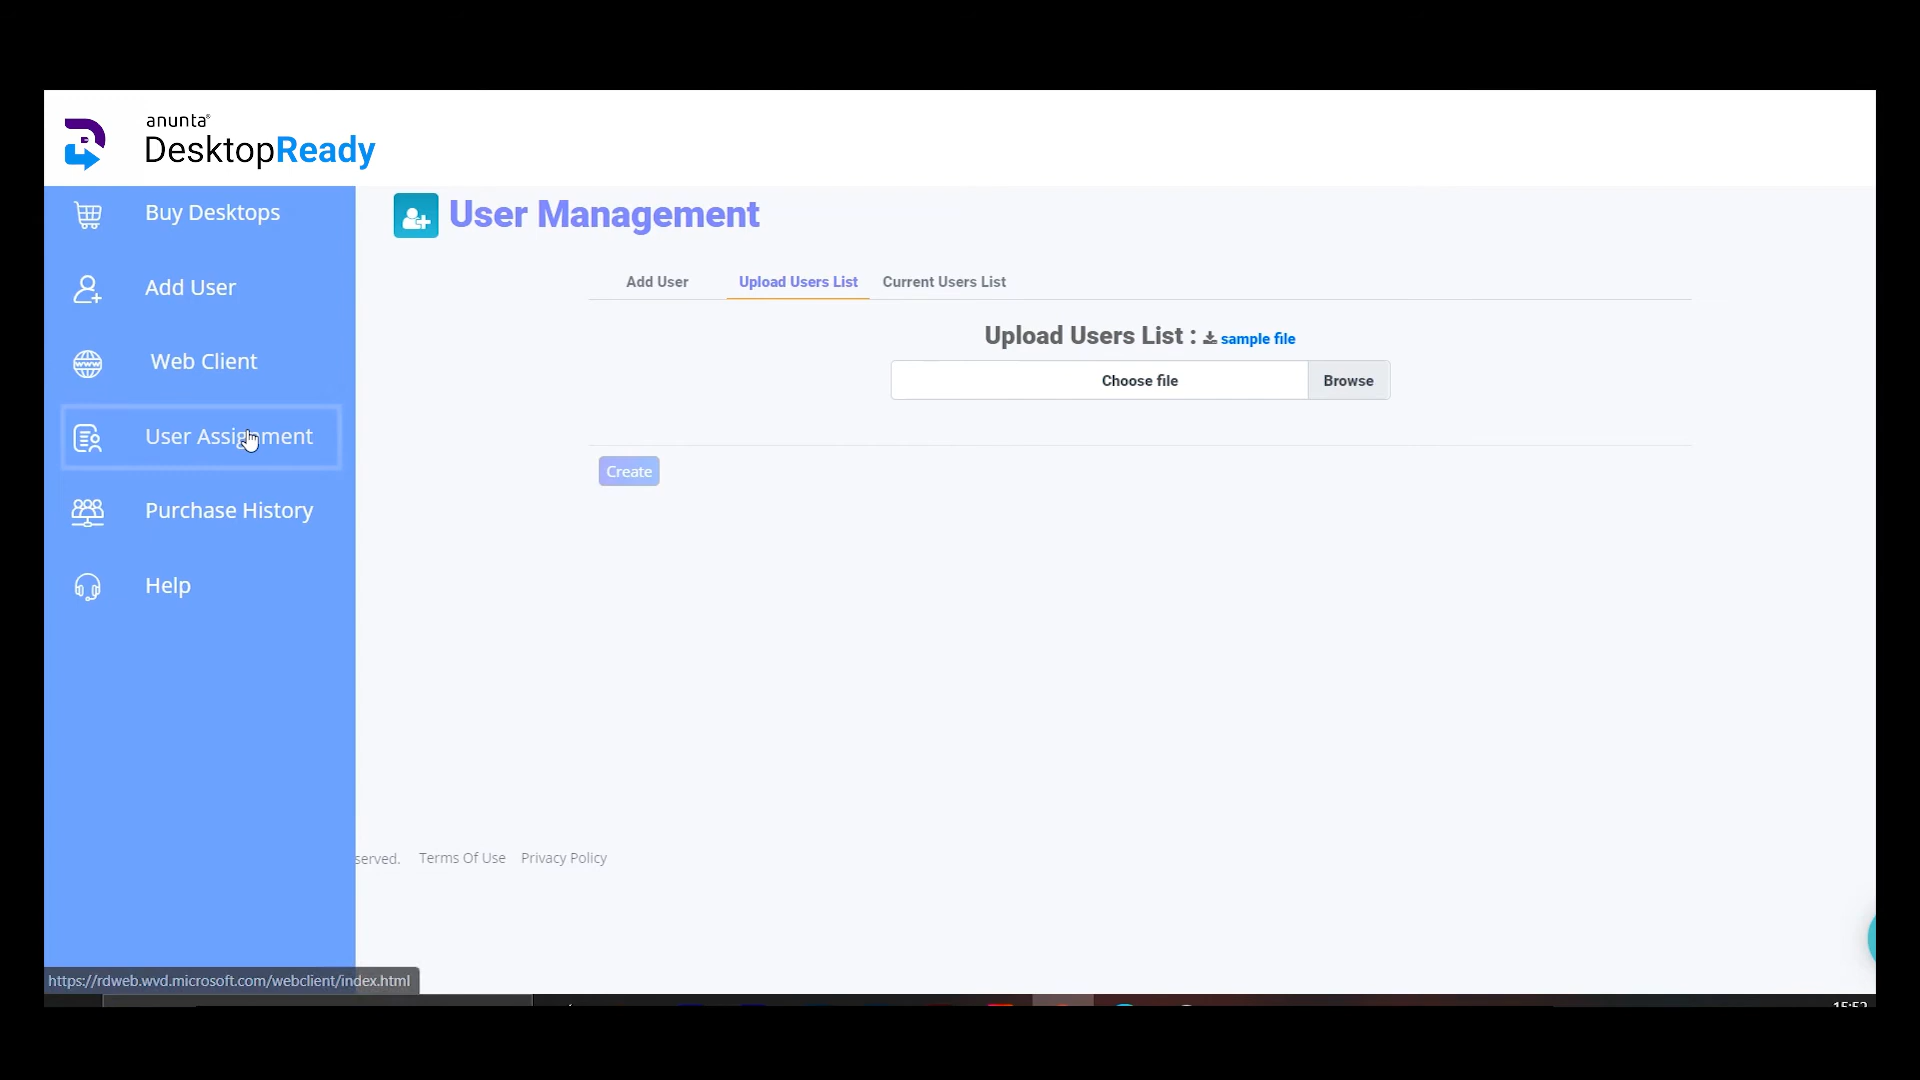 anunta®
DesktopReady
Buy Desktops
Add User
Web Client
User Assignment
Purchase History
Help
User Management
Add User
Upload Users List
Current Users List
Upload Users List : sample file
Choose file
Browse
Create
served. Terms Of Use Privacy Policy
https://rdweb.wvd.microsoft.com/webclient/index.html
15:52